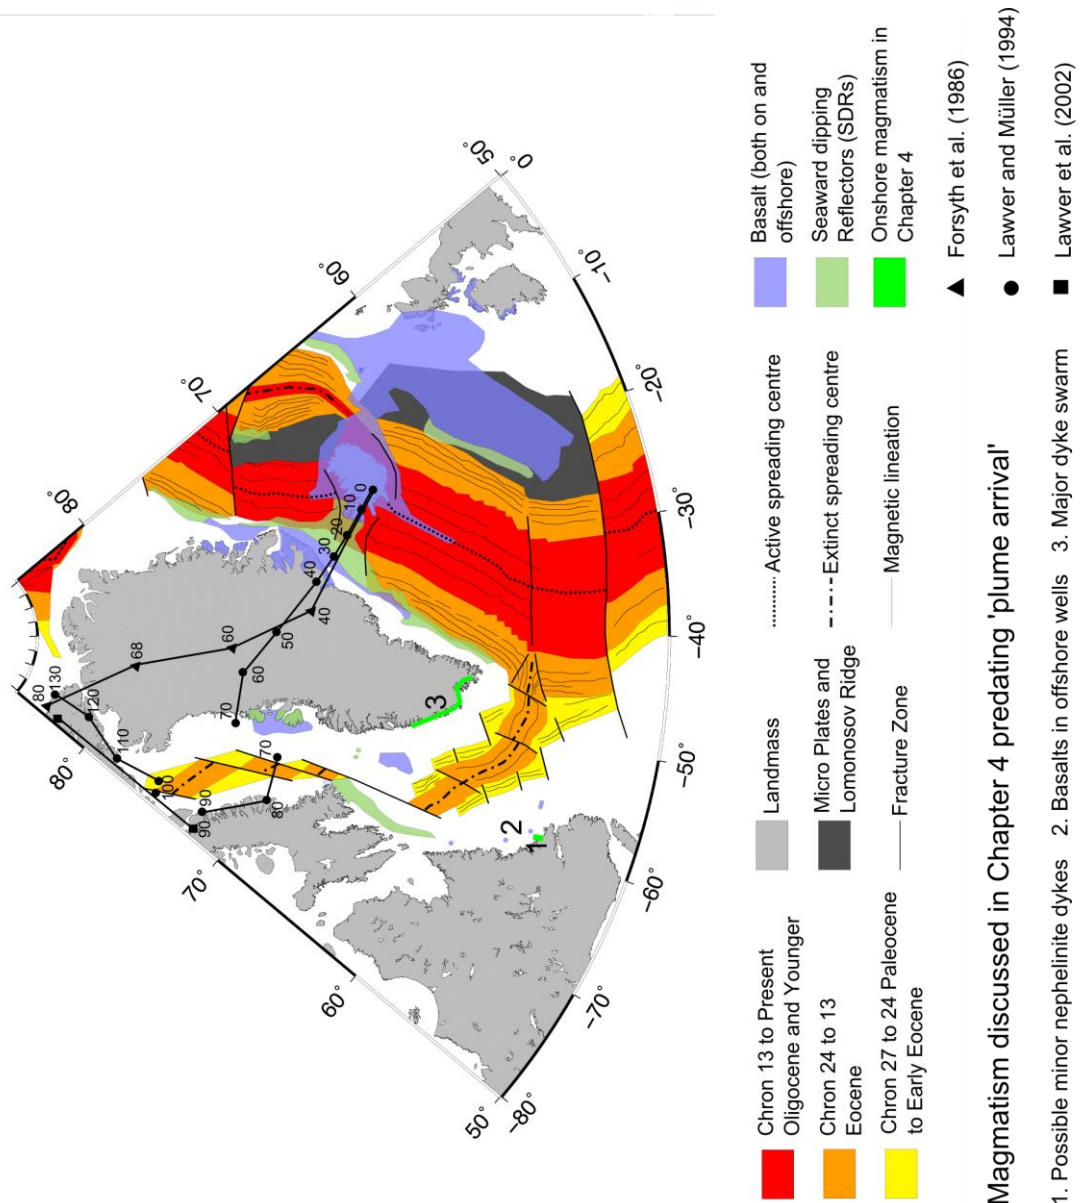 80°
80°
70°
70°
60°
60°
50°
50°
−80°
−70°
−60°
−50°
−40°
−30°
−20°
−10°
0°
80
130
120
110
100
90
90
80
70
70
68
60
60
50
40
40
30
20
10
0
1
2
3
Chron 13 to Present
Oligocene and Younger
Chron 24 to 13
Eocene
Chron 27 to 24 Paleocene
to Early Eocene
Landmass
Micro Plates and
Lomonosov Ridge
Fracture Zone
Active spreading centre
Extinct spreading centre
Magnetic lineation
Basalt (both on and
offshore)
Seaward dipping
Reflectors (SDRs)
Onshore magmatism in
Chapter 4
Forsyth et al. (1986)
Lawver and Müller (1994)
Lawver et al. (2002)
Magmatism discussed in Chapter 4 predating 'plume arrival'
1. Possible minor nephelinite dykes 2. Basalts in offshore wells 3. Major dyke swarm